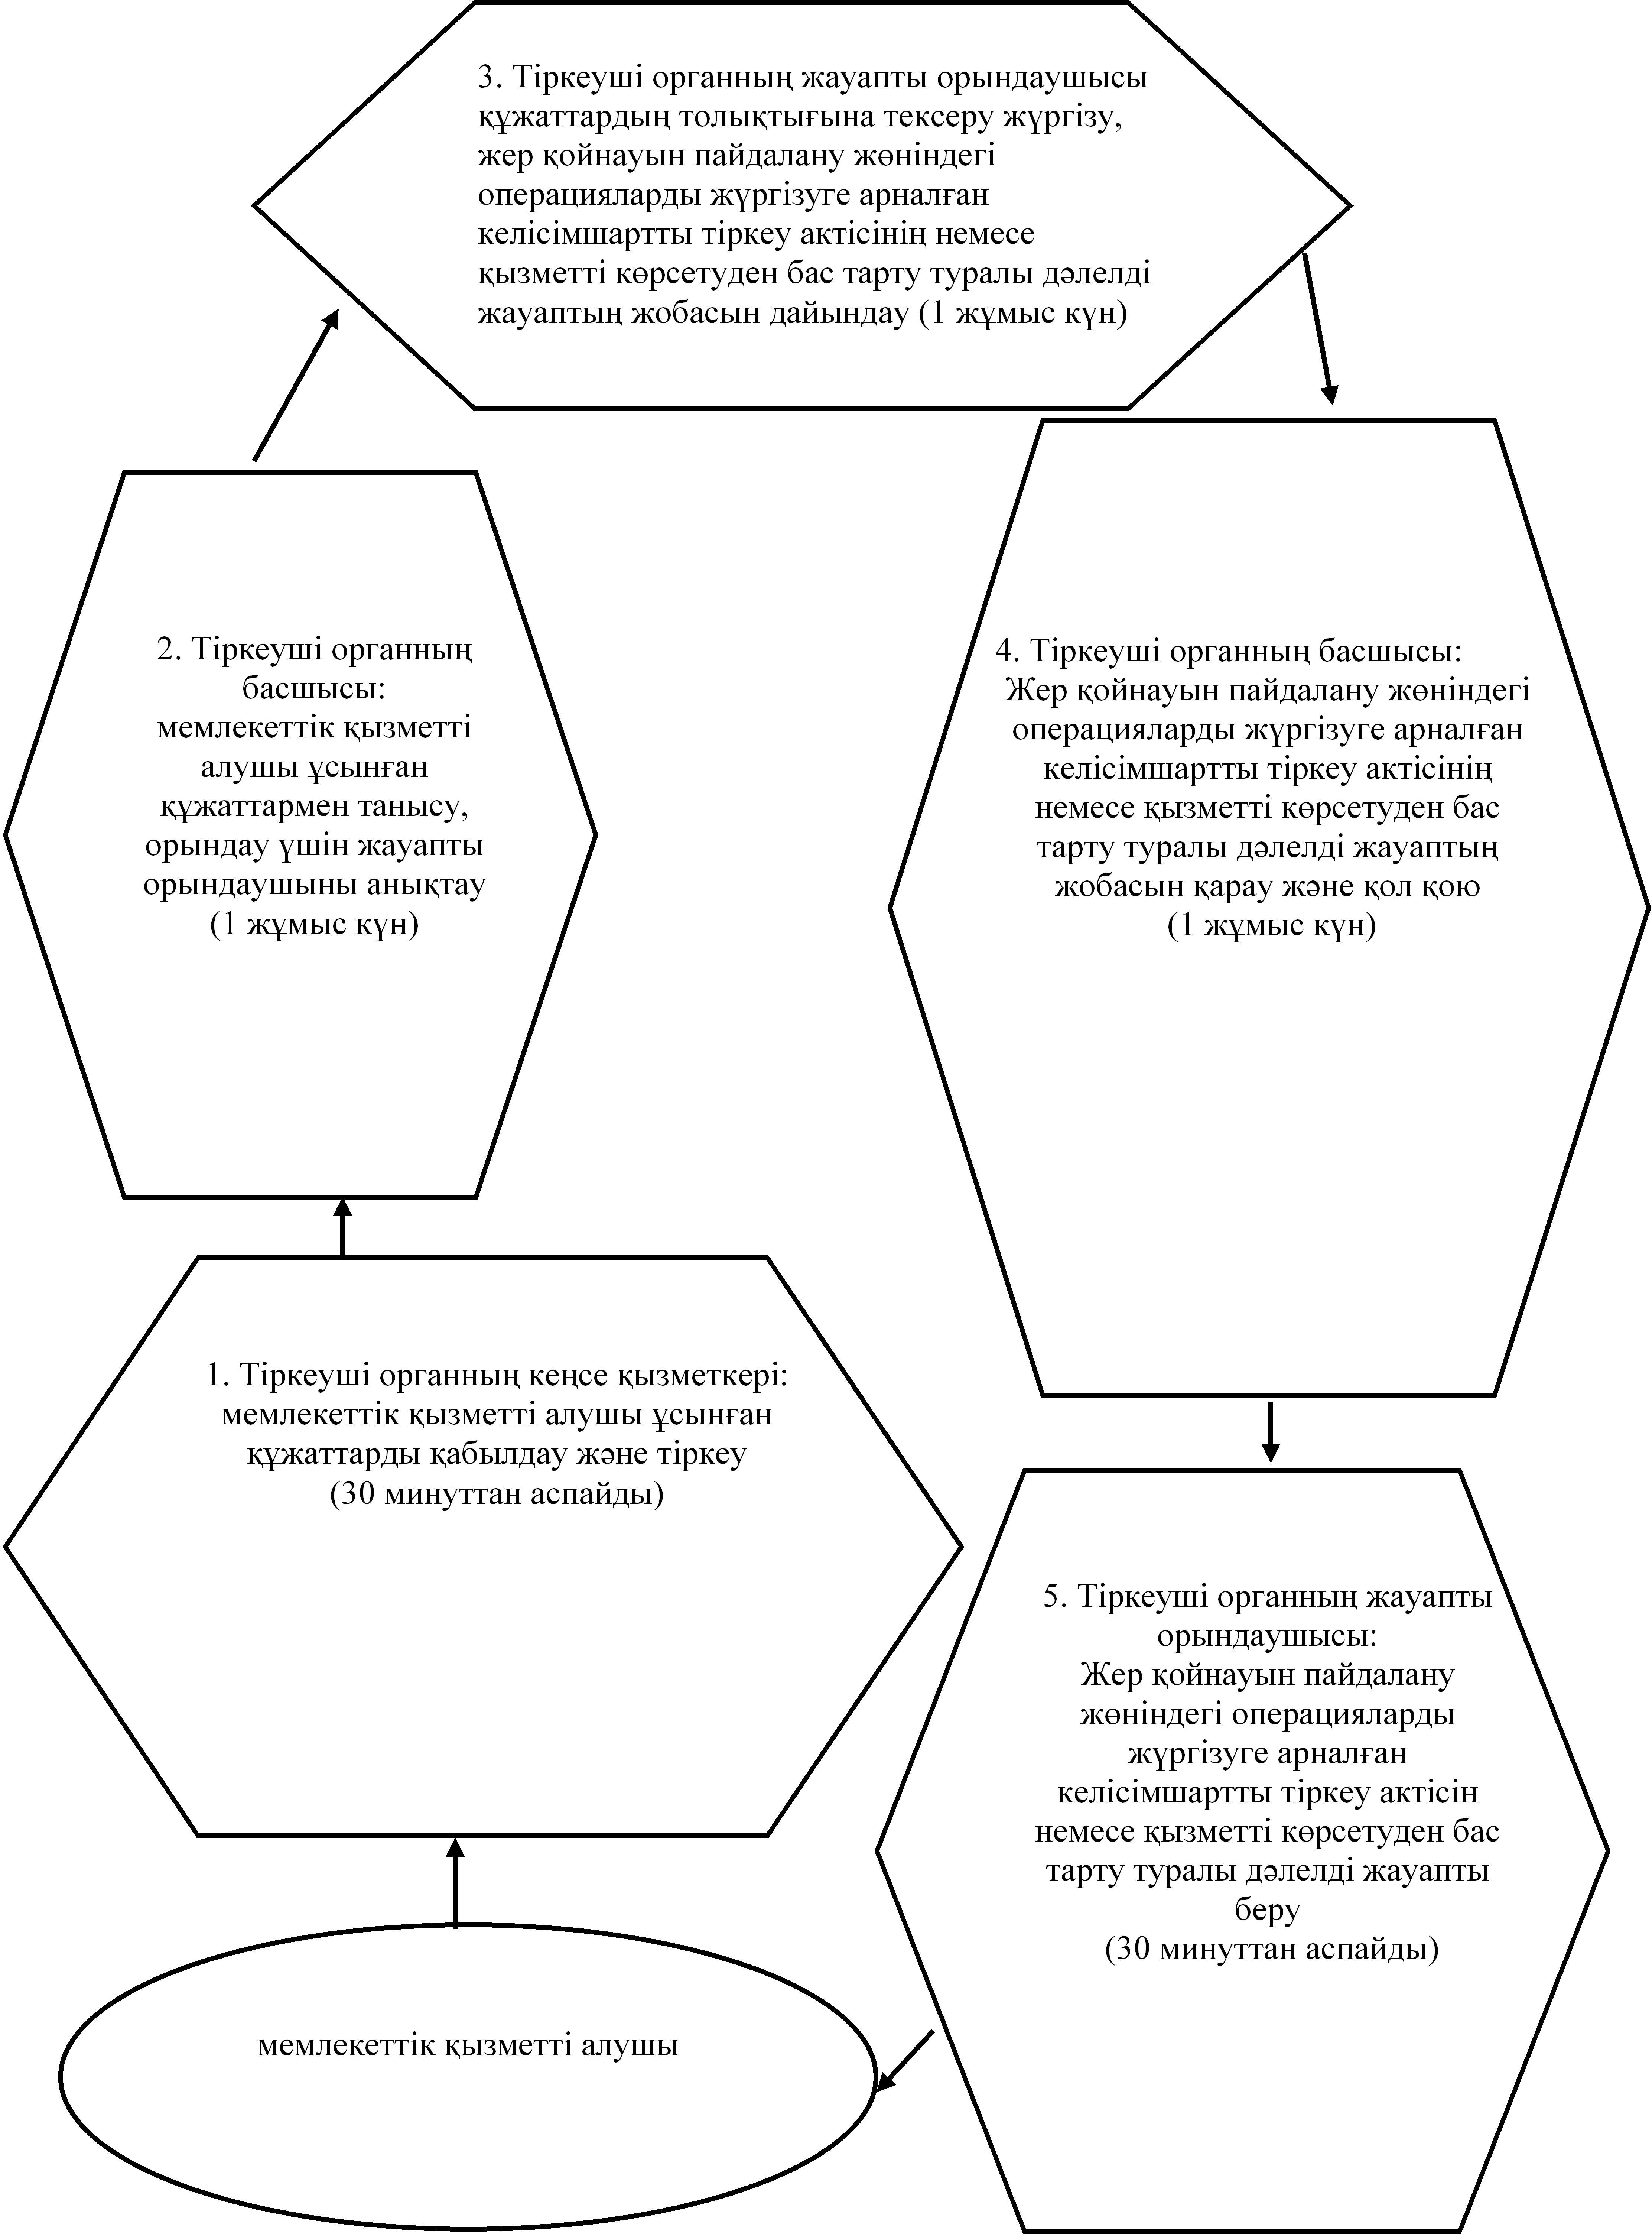 3. Тіркеуші органның жауапты орындаушысы
құжаттардың толықтығына тексеру жүргізу,
жер қойнауын пайдалану жөніндегі
операцияларды жүргізуге арналған
келісімшартты тіркеу актісінің немесе
қызметті көрсетуден бас тарту туралы дәлелді
жауаптың жобасын дайындау (1 жұмыс күн)
2. Тіркеуші органның
басшысы:
мемлекеттік қызметті
алушы ұсынған
құжаттармен танысу,
орындау үшін жауапты
орындаушыны анықтау
(1 жұмыс күн)
4. Тіркеуші органның басшысы:
Жер қойнауын пайдалану жөніндегі
операцияларды жүргізуге арналған
келісімшартты тіркеу актісінің
немесе қызметті көрсетуден бас
тарту туралы дәлелді жауаптың
жобасын қарау және қол қою
(1 жұмыс күн)
1. Тіркеуші органның кеңсе қызметкері:
мемлекеттік қызметті алушы ұсынған
құжаттарды қабылдау және тіркеу
(30 минуттан аспайды)
5. Тіркеуші органның жауапты
орындаушысы:
Жер қойнауын пайдалану
жөніндегі операцияларды
жүргізуге арналған
келісімшартты тіркеу актісін
немесе қызметті көрсетуден бас
тарту туралы дәлелді жауапты
беру
(30 минуттан аспайды)
мемлекеттік қызметті алушы